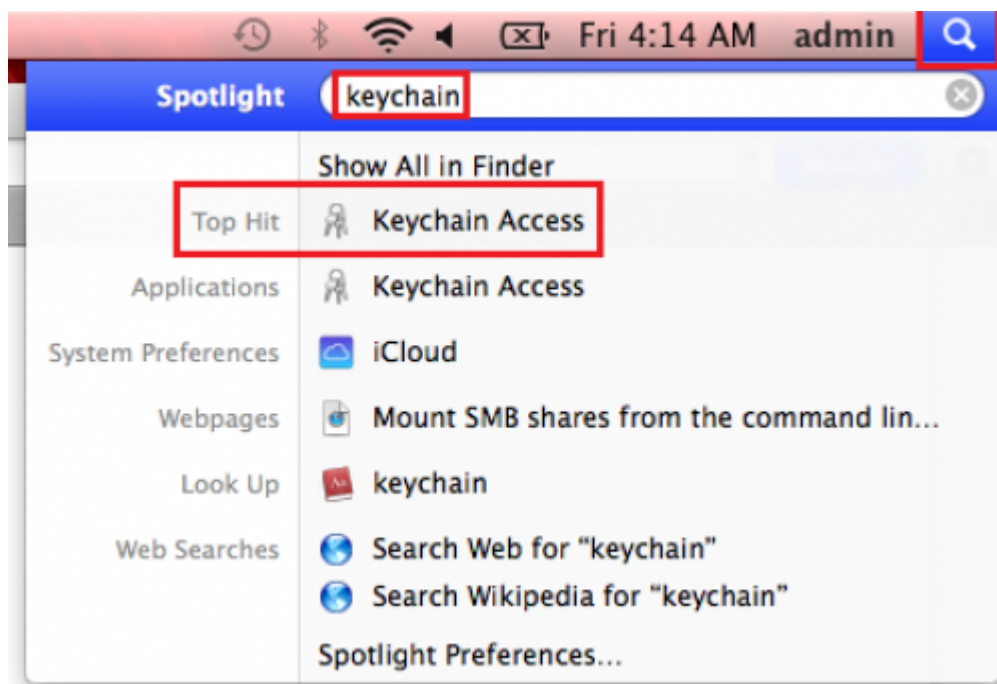 Fri 4:14 AM admin
Spotlight keychain
Show All in Finder
Top Hit Keychain Access
Applications Keychain Access
System Preferences iCloud
Webpages Mount SMB shares from the command lin...
Look Up keychain
Web Searches Search Web for “keychain”
Search Wikipedia for “keychain”
Spotlight Preferences...